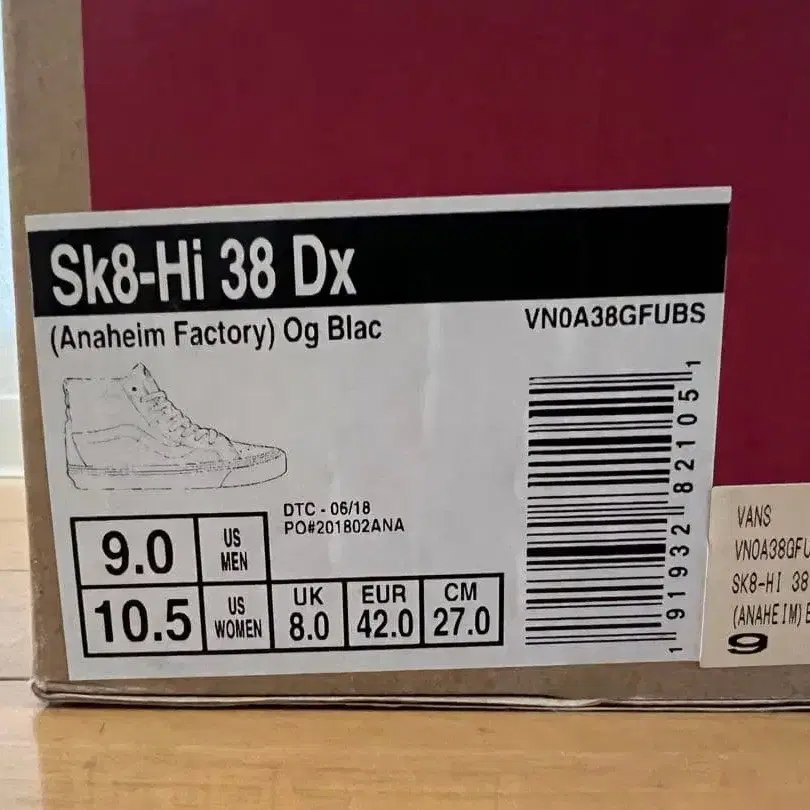 Sk8-Hi 38 Dx
(Anaheim Factory) Og Blac
VN0A38GFUBS
DTC - 06/18
PO#201802ANA
9.0 US MEN
10.5 US WOMEN
UK 8.0
EUR 42.0
CM 27.0
1 91932 82105 1
VANS
VN0A38GFU
SK8-HI 38
(ANAHEIM)
9